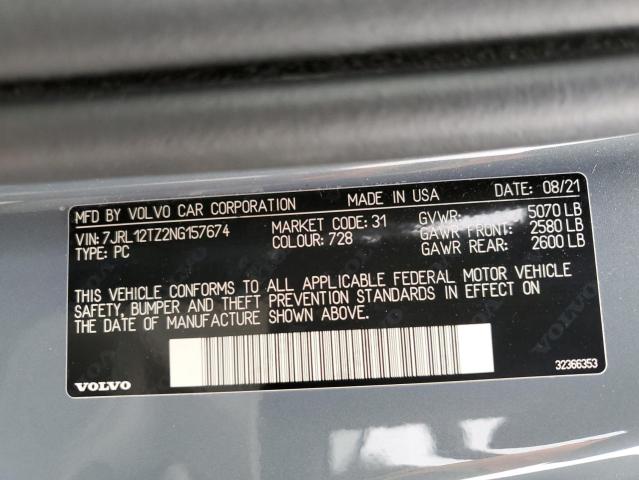 MFD BY VOLVO CAR CORPORATION MADE IN USA DATE: 08/21
VIN: 7JRL12TZ2NG157674 MARKET CODE: 31 GVWR: 5070 LB
TYPE: PC COLOUR: 728 GAWR FRONT: 2580 LB
GAWR REAR: 2600 LB
THIS VEHICLE CONFORMS TO ALL APPLICABLE FEDERAL MOTOR VEHICLE
SAFETY, BUMPER AND THEFT PREVENTION STANDARDS IN EFFECT ON
THE DATE OF MANUFACTURE SHOWN ABOVE.
VOLVO 32366353